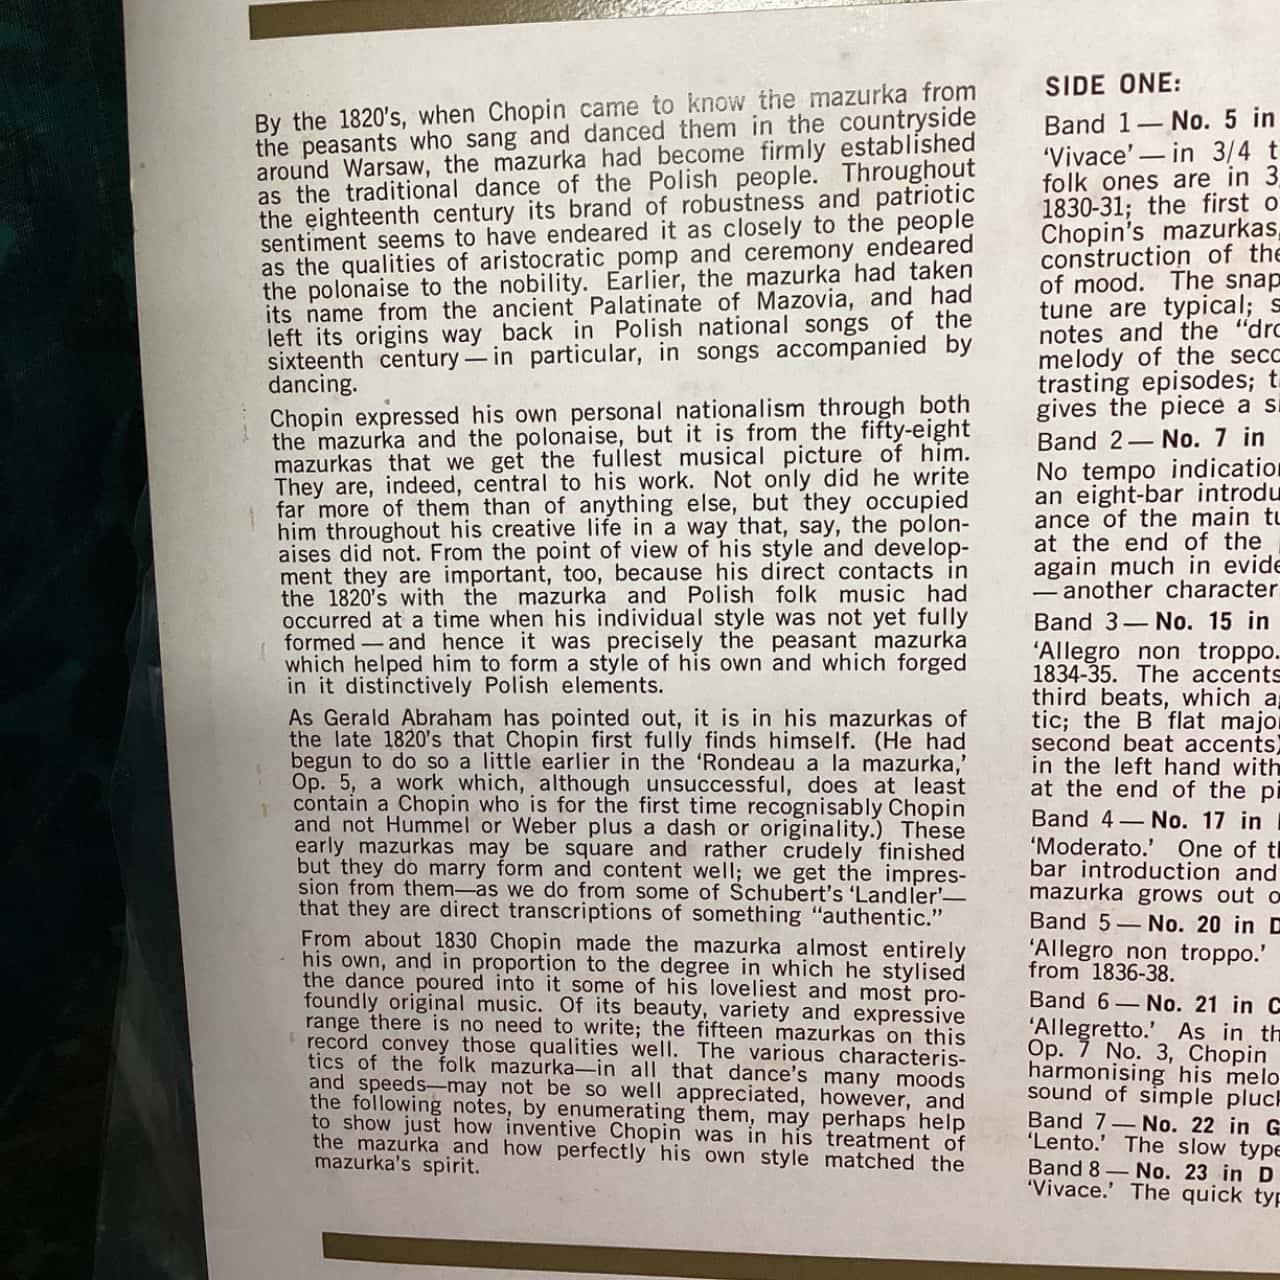 By the 1820's, when Chopin came to know the mazurka from
the peasants who sang and danced them in the countryside
around Warsaw, the mazurka had become firmly established
as the traditional dance of the Polish people. Throughout
the eighteenth century its brand of robustness and patriotic
sentiment seems to have endeared it as closely to the people
as the qualities of aristocratic pomp and ceremony endeared
the polonaise to the nobility. Earlier, the mazurka had taken
its name from the ancient Palatinate of Mazovia, and had
left its origins way back in Polish national songs of the
sixteenth century — in particular, in songs accompanied by
dancing.
Chopin expressed his own personal nationalism through both
the mazurka and the polonaise, but it is from the fifty-eight
mazurkas that we get the fullest musical picture of him.
They are, indeed, central to his work. Not only did he write
far more of them than of anything else, but they occupied
him throughout his creative life in a way that, say, the polon-
aises did not. From the point of view of his style and develop-
ment they are important, too, because his direct contacts in
the 1820's with the mazurka and Polish folk music had
occurred at a time when his individual style was not yet fully
formed — and hence it was precisely the peasant mazurka
which helped him to form a style of his own and which forged
in it distinctively Polish elements.
As Gerald Abraham has pointed out, it is in his mazurkas of
the late 1820's that Chopin first fully finds himself. (He had
begun to do so a little earlier in the 'Rondeau a la mazurka,'
Op. 5, a work which, although unsuccessful, does at least
contain a Chopin who is for the first time recognisably Chopin
and not Hummel or Weber plus a dash or originality.) These
early mazurkas may be square and rather crudely finished
but they do marry form and content well; we get the impres-
sion from them—as we do from some of Schubert's 'Landler'—
that they are direct transcriptions of something "authentic."
From about 1830 Chopin made the mazurka almost entirely
his own, and in proportion to the degree in which he stylised
the dance poured into it some of his loveliest and most pro-
foundly original music. Of its beauty, variety and expressive
range there is no need to write; the fifteen mazurkas on this
record convey those qualities well. The various characteris-
tics of the folk mazurka—in all that dance's many moods
and speeds—may not be so well appreciated, however, and
the following notes, by enumerating them, may perhaps help
to show just how inventive Chopin was in his treatment of
the mazurka and how perfectly his own style matched the
mazurka's spirit.
SIDE ONE:
Band 1 — No. 5 in
'Vivace' — in 3/4 t
folk ones are in 3
1830-31; the first o
Chopin's mazurkas,
construction of the
of mood. The snap
tune are typical; s
notes and the "dro
melody of the seco
trasting episodes; t
gives the piece a s
Band 2 — No. 7 in
No tempo indication
an eight-bar introdu
ance of the main tu
at the end of the
again much in evide
— another character
Band 3 — No. 15 in
'Allegro non troppo.
1834-35. The accents
third beats, which a
tic; the B flat major
second beat accents)
in the left hand with
at the end of the pi
Band 4 — No. 17 in
'Moderato.' One of th
bar introduction and
mazurka grows out o
Band 5 — No. 20 in D
'Allegro non troppo.'
from 1836-38.
Band 6 — No. 21 in C
'Allegretto.' As in th
Op. 7 No. 3, Chopin
harmonising his melo
sound of simple pluck
Band 7 — No. 22 in G
'Lento.' The slow type
Band 8 — No. 23 in D
'Vivace.' The quick typ